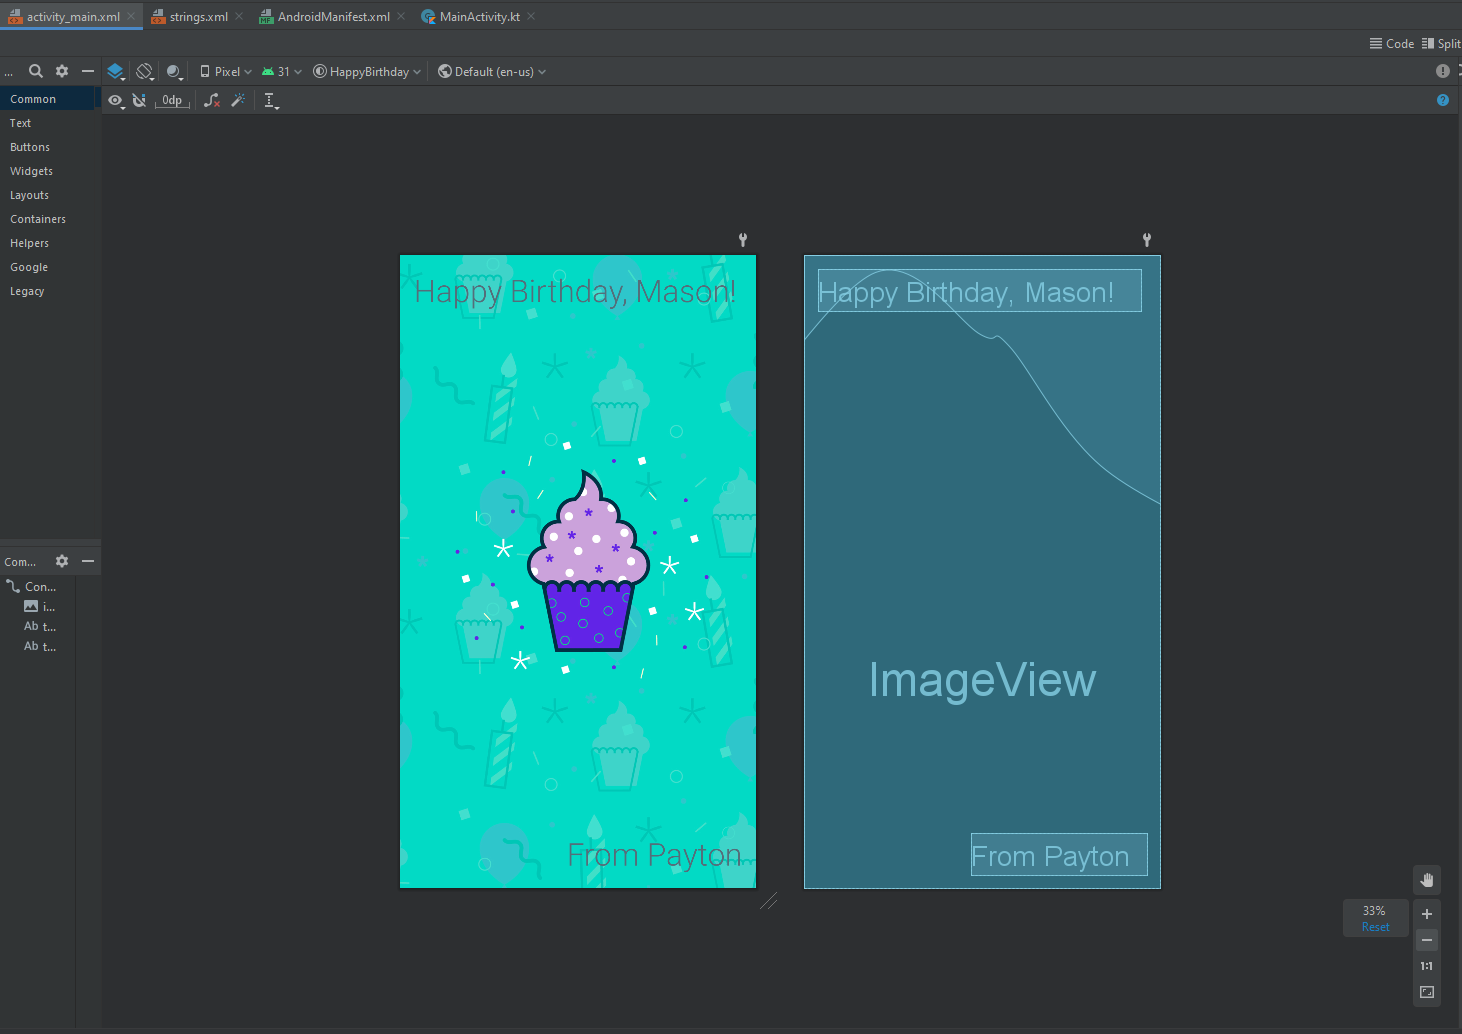 activity_main.xml strings.xml AndroidManifest.xml MainActivity.kt
Code Split
... Pixel 31 HappyBirthday Default (en-us)
Common 0dp
Text
Buttons
Widgets
Layouts
Containers
Helpers
Google
Legacy
Happy Birthday, Mason!
Happy Birthday, Mason!
Com...
Con...
i...
Ab t...
Ab t...
ImageView
From Payton
From Payton
33%
Reset
1:1